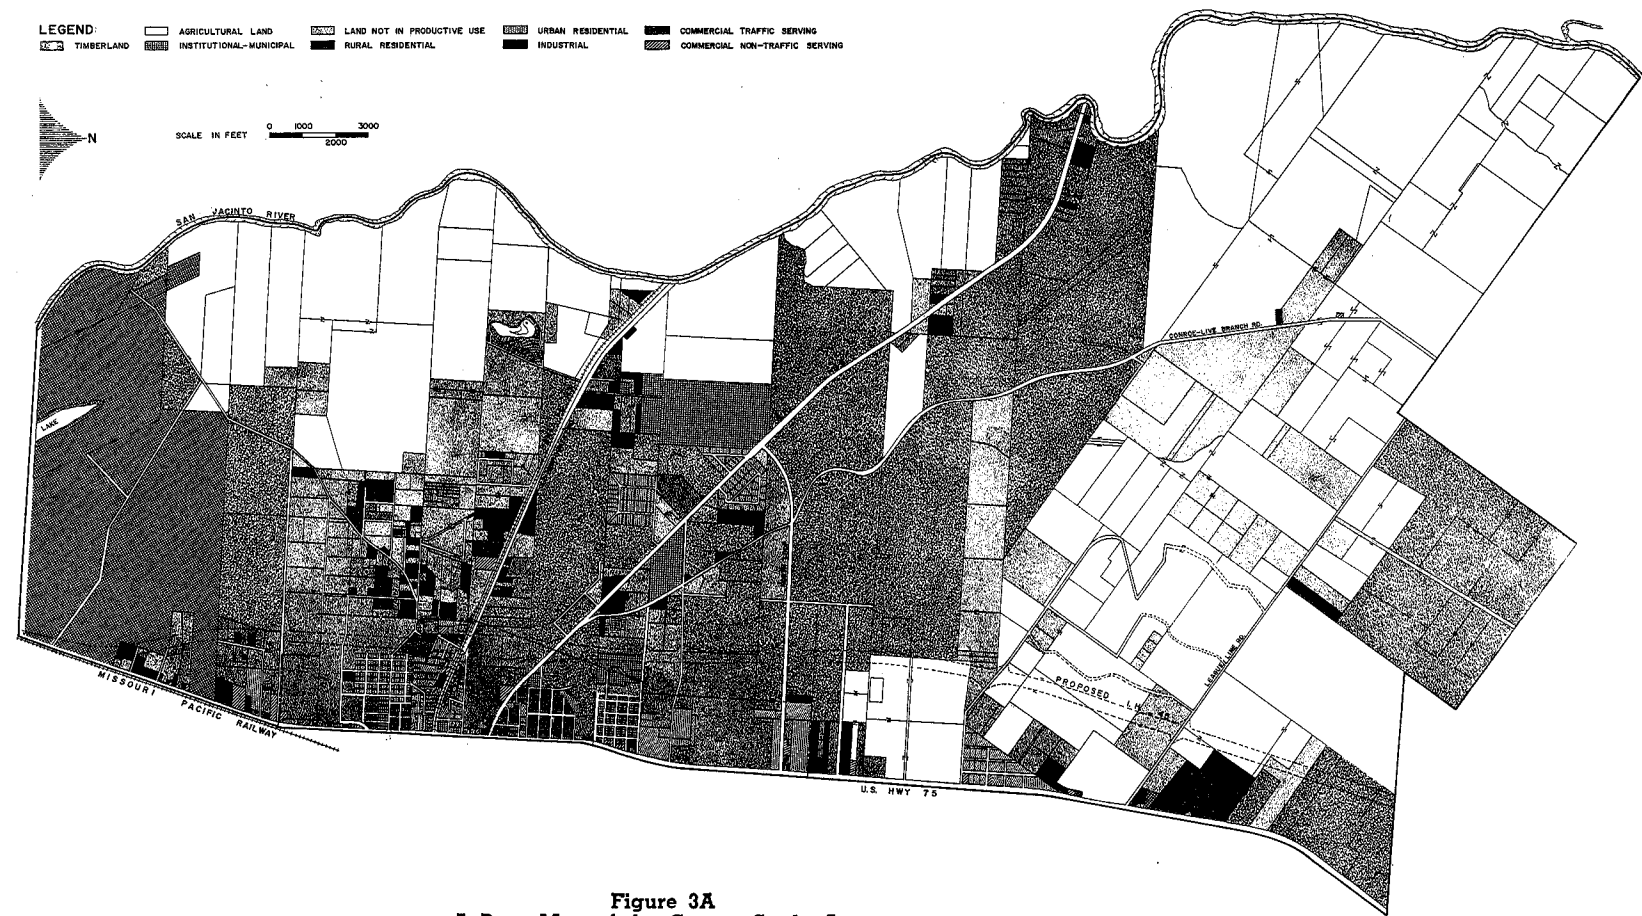 LEGEND:
AGRICULTURAL LAND
LAND NOT IN PRODUCTIVE USE
URBAN RESIDENTIAL
COMMERCIAL TRAFFIC SERVING
TIMBERLAND
INSTITUTIONAL-MUNICIPAL
RURAL RESIDENTIAL
INDUSTRIAL
COMMERCIAL NON-TRAFFIC SERVING
N
SCALE IN FEET
0 1000 3000
2000
SAN JACINTO RIVER
CONROE-LIVE BRANCH RD.
LAKE
PROPOSED
I.H.
MISSOURI PACIFIC RAILWAY
U.S. HWY 75
Figure 3A